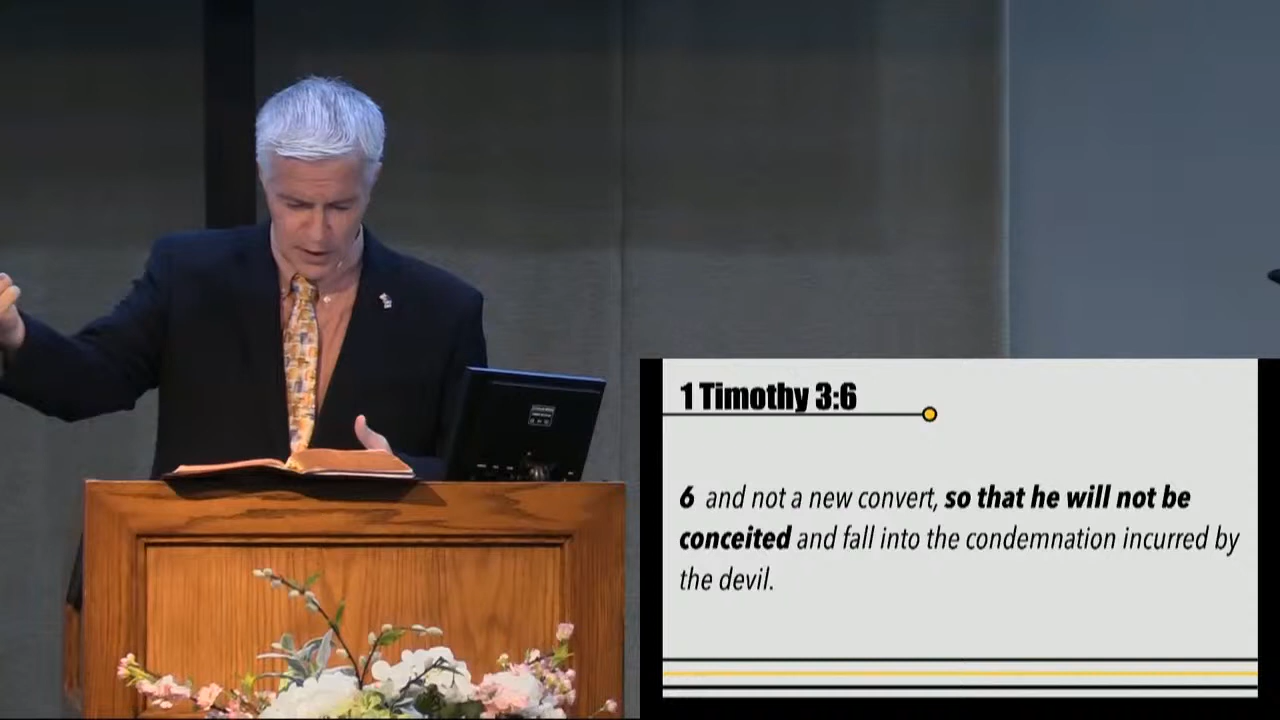 1 Timothy 3:6
6 and not a new convert, so that he will not be
conceited and fall into the condemnation incurred by
the devil.